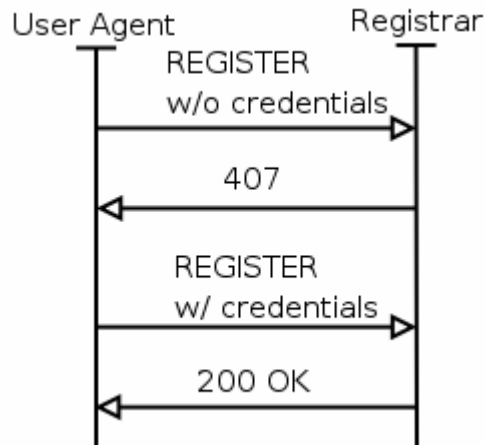 User Agent
Registrar
REGISTER
w/o credentials
407
REGISTER
w/ credentials
200 OK